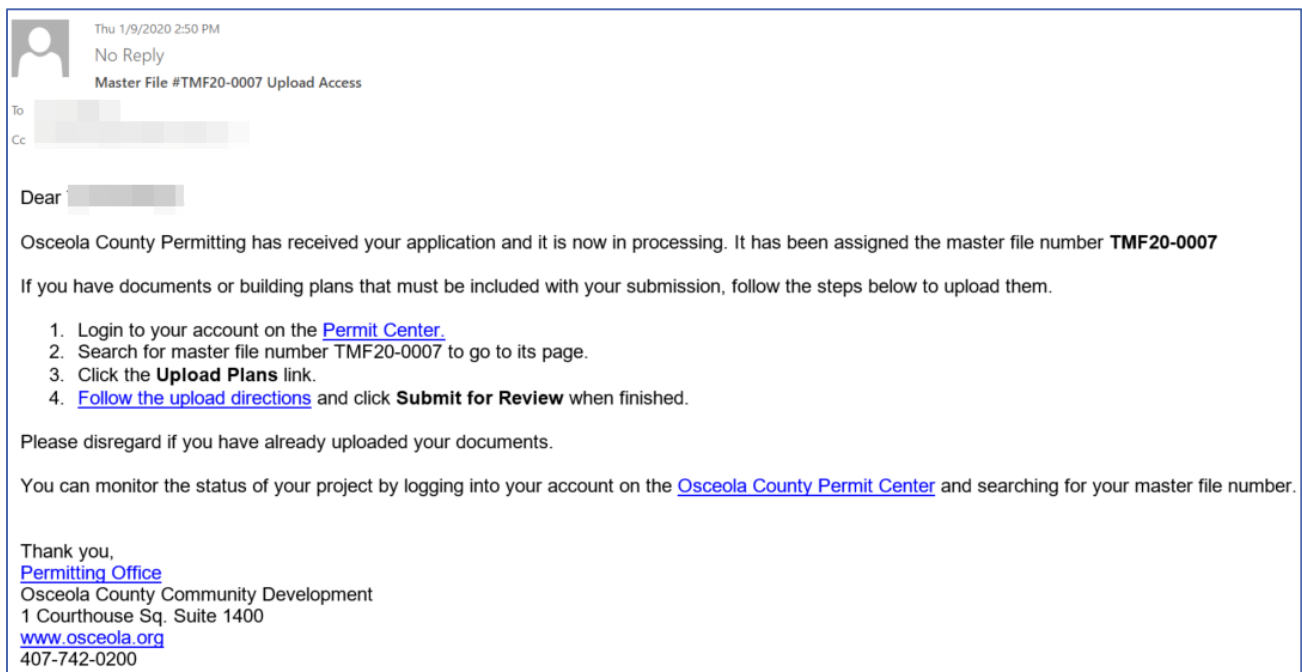 Thu 1/9/2020 2:50 PM
No Reply
Master File #TMF20-0007 Upload Access
To
Cc
Dear
Osceola County Permitting has received your application and it is now in processing. It has been assigned the master file number TMF20-0007
If you have documents or building plans that must be included with your submission, follow the steps below to upload them.
1. Login to your account on the Permit Center.
2. Search for master file number TMF20-0007 to go to its page.
3. Click the Upload Plans link.
4. Follow the upload directions and click Submit for Review when finished.
Please disregard if you have already uploaded your documents.
You can monitor the status of your project by logging into your account on the Osceola County Permit Center and searching for your master file number.
Thank you,
Permitting Office
Osceola County Community Development
1 Courthouse Sq. Suite 1400
www.osceola.org
407-742-0200